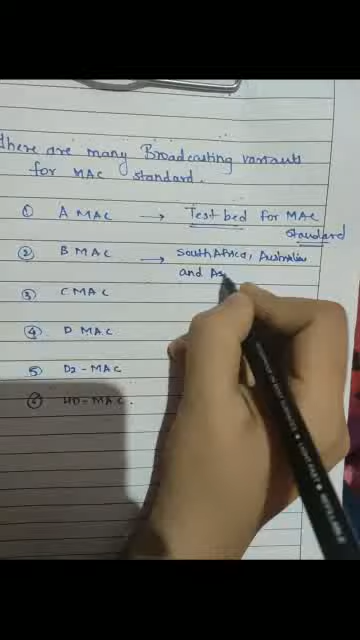 There are many Broadcasting variants
for MAC standard.
① A MAC → Test bed for MAC
standard
② B MAC → South Africa, Australia
and As
③ C MAC
④ D MAC
⑤ D2 - MAC
⑥ HD - MAC.